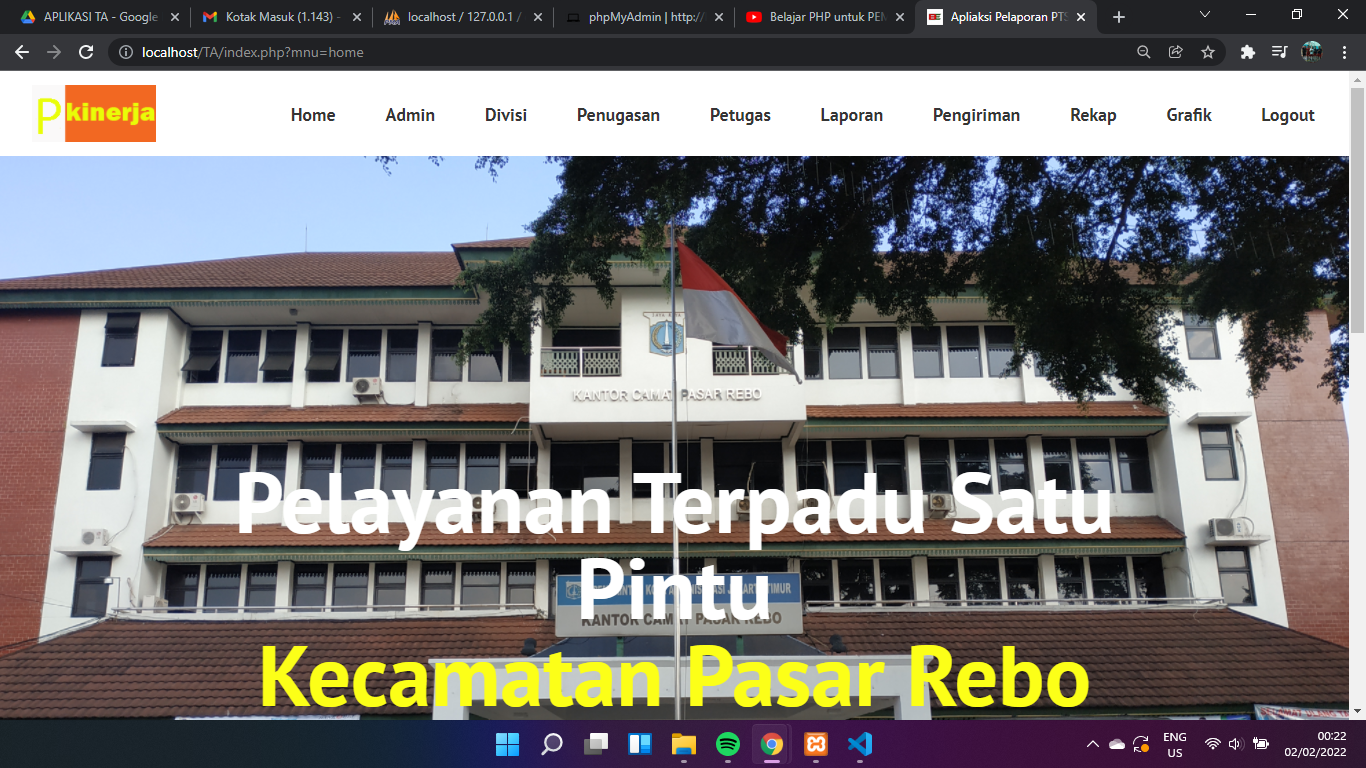 APLIKASI TA - Google
Kotak Masuk (1.143) -
localhost / 127.0.0.1 /
phpMyAdmin | http://
Belajar PHP untuk PEM
Apliaksi Pelaporan PTS
localhost/TA/index.php?mnu=home
P kinerja
Home Admin Divisi Penugasan Petugas Laporan Pengiriman Rekap Grafik Logout
JAYA RAYA
KANTOR CAMAT PASAR REBO
Pelayanan Terpadu Satu
Pintu
KANTOR CAMAT PASAR REBO
Kecamatan Pasar Rebo
ENG
US
00:22
02/02/2022